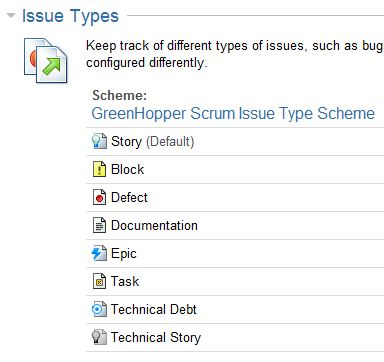 Issue Types
Keep track of different types of issues, such as bug
configured differently.
Scheme:
GreenHopper Scrum Issue Type Scheme
Story (Default)
Block
Defect
Documentation
Epic
Task
Technical Debt
Technical Story